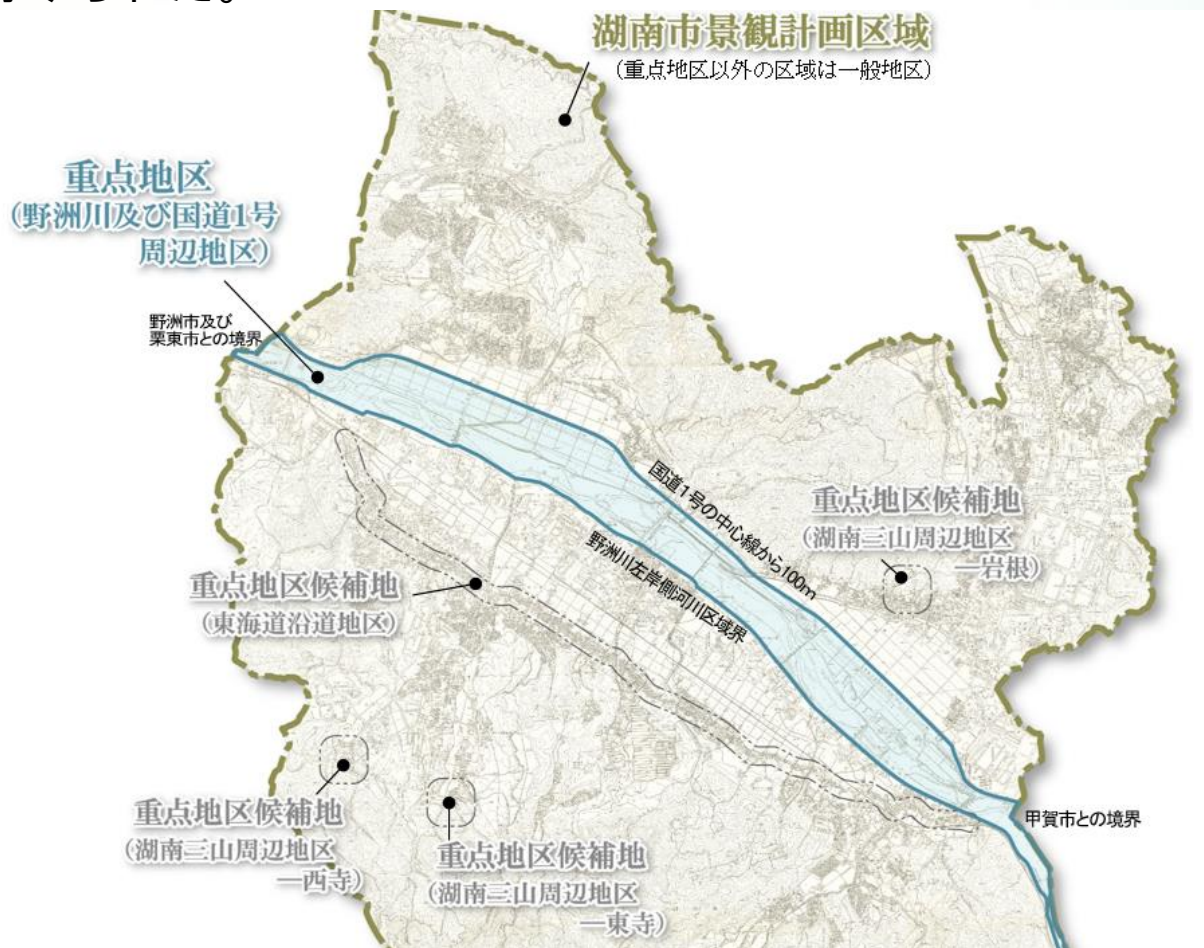 湖南市景観計画区域
(重点地区以外の区域は一般地区)
重点地区
(野洲川及び国道1号
周辺地区)
野洲市及び
栗東市との境界
国道1号の中心線から100m
野洲川左岸側河川区域界
重点地区候補地
(湖南三山周辺地区
―岩根)
重点地区候補地
(東海道沿道地区)
重点地区候補地
(湖南三山周辺地区
―西寺)
重点地区候補地
(湖南三山周辺地区
―東寺)
甲賀市との境界